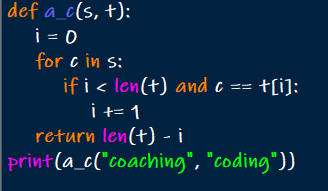 def a_c(s, t):
    i = 0
    for c in s:
        if i < len(t) and c == t[i]:
            i += 1
    return len(t) - i
print(a_c("coaching", "coding"))